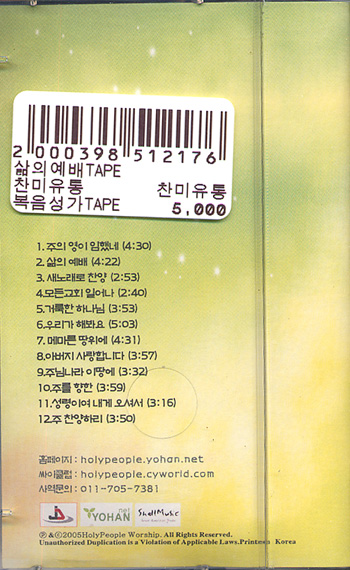 2 000398 512176
삶의예배TAPE
찬미유통 찬미유통
복음성가TAPE 5,000
1.주의 영이 임했네 (4:30)
2.삶의 예배 (4:22)
3.새노래로 찬양 (2:53)
4.모든교회 일어나 (2:40)
5.거룩한 하나님 (3:53)
6.우리가 해봐요 (5:03)
7.메마른 땅위에 (4:31)
8.아버지 사랑합니다 (3:57)
9.주님나라 이땅에 (3:32)
10.주를 향한 (3:59)
11.성령이여 내게 오셔서 (3:16)
12.주 찬양하리 (3:50)
홈페이지 : holypeople.yohan.net
싸이클럽 : holypeople.cyworld.com
사역문의 : 011-705-7381
YOHAN net ShallMusic
℗ &ⓒ2005HolyPeople Worship. All Rights Reserved.
Unauthorized Duplication is a Violation of Applicable Laws.Printed in Korea